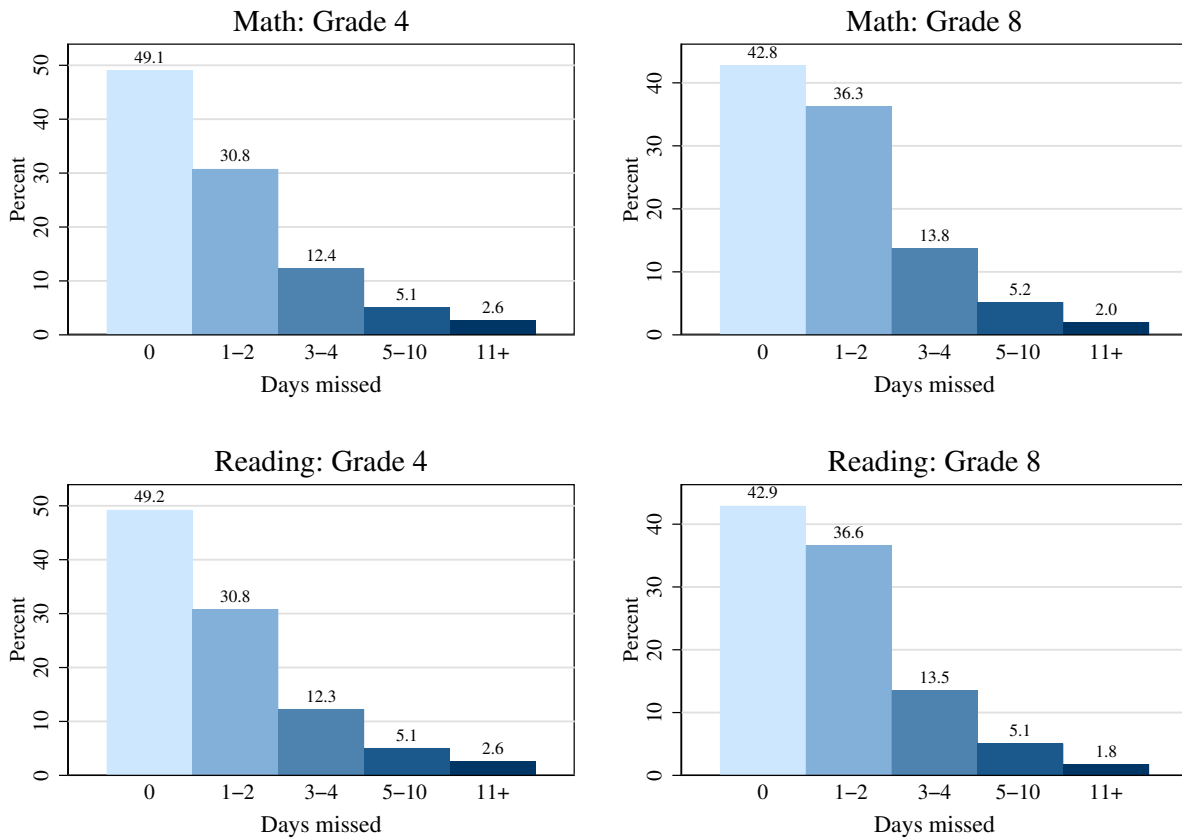 Math: Grade 4
Percent
0 10 20 30 40 50
49.1
30.8
12.4
5.1
2.6
0 1−2 3−4 5−10 11+
Days missed
Math: Grade 8
Percent
0 10 20 30 40
42.8
36.3
13.8
5.2
2.0
0 1−2 3−4 5−10 11+
Days missed
Reading: Grade 4
Percent
0 10 20 30 40 50
49.2
30.8
12.3
5.1
2.6
0 1−2 3−4 5−10 11+
Days missed
Reading: Grade 8
Percent
0 10 20 30 40
42.9
36.6
13.5
5.1
1.8
0 1−2 3−4 5−10 11+
Days missed